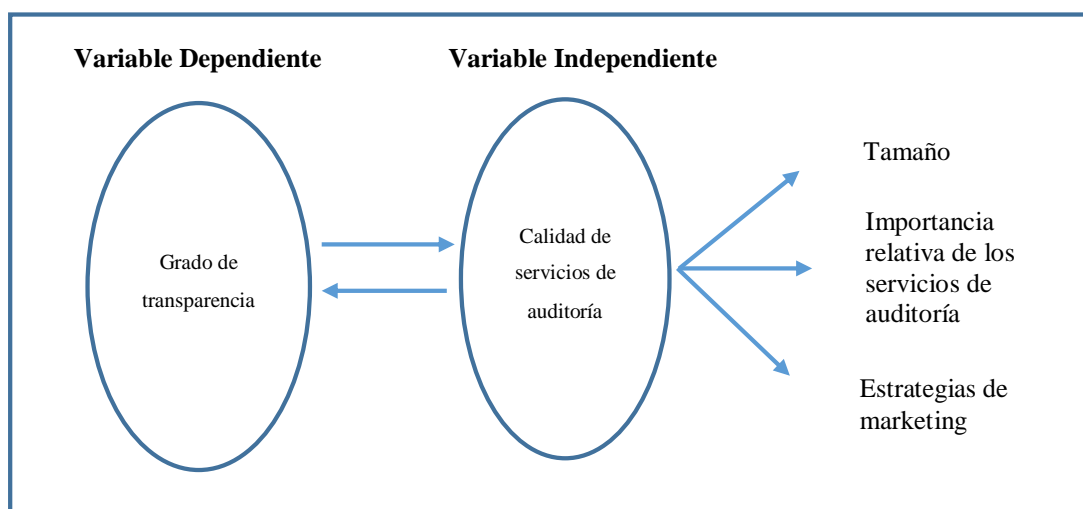 Variable Dependiente
Variable Independiente
Grado de
transparencia
Calidad de
servicios de
auditoría
Tamaño
Importancia
relativa de los
servicios de
auditoría
Estrategias de
marketing